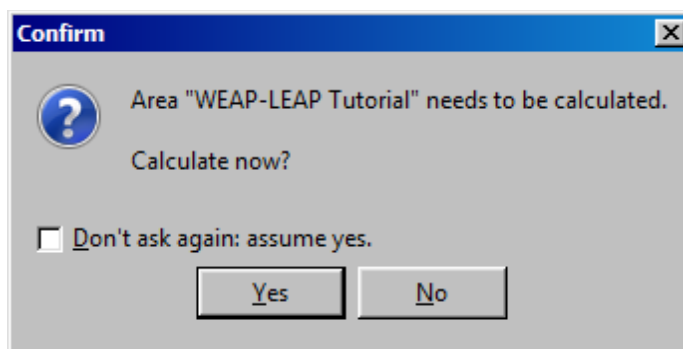 Confirm
Area "WEAP-LEAP Tutorial" needs to be calculated.
Calculate now?
Don't ask again: assume yes.
Yes
No